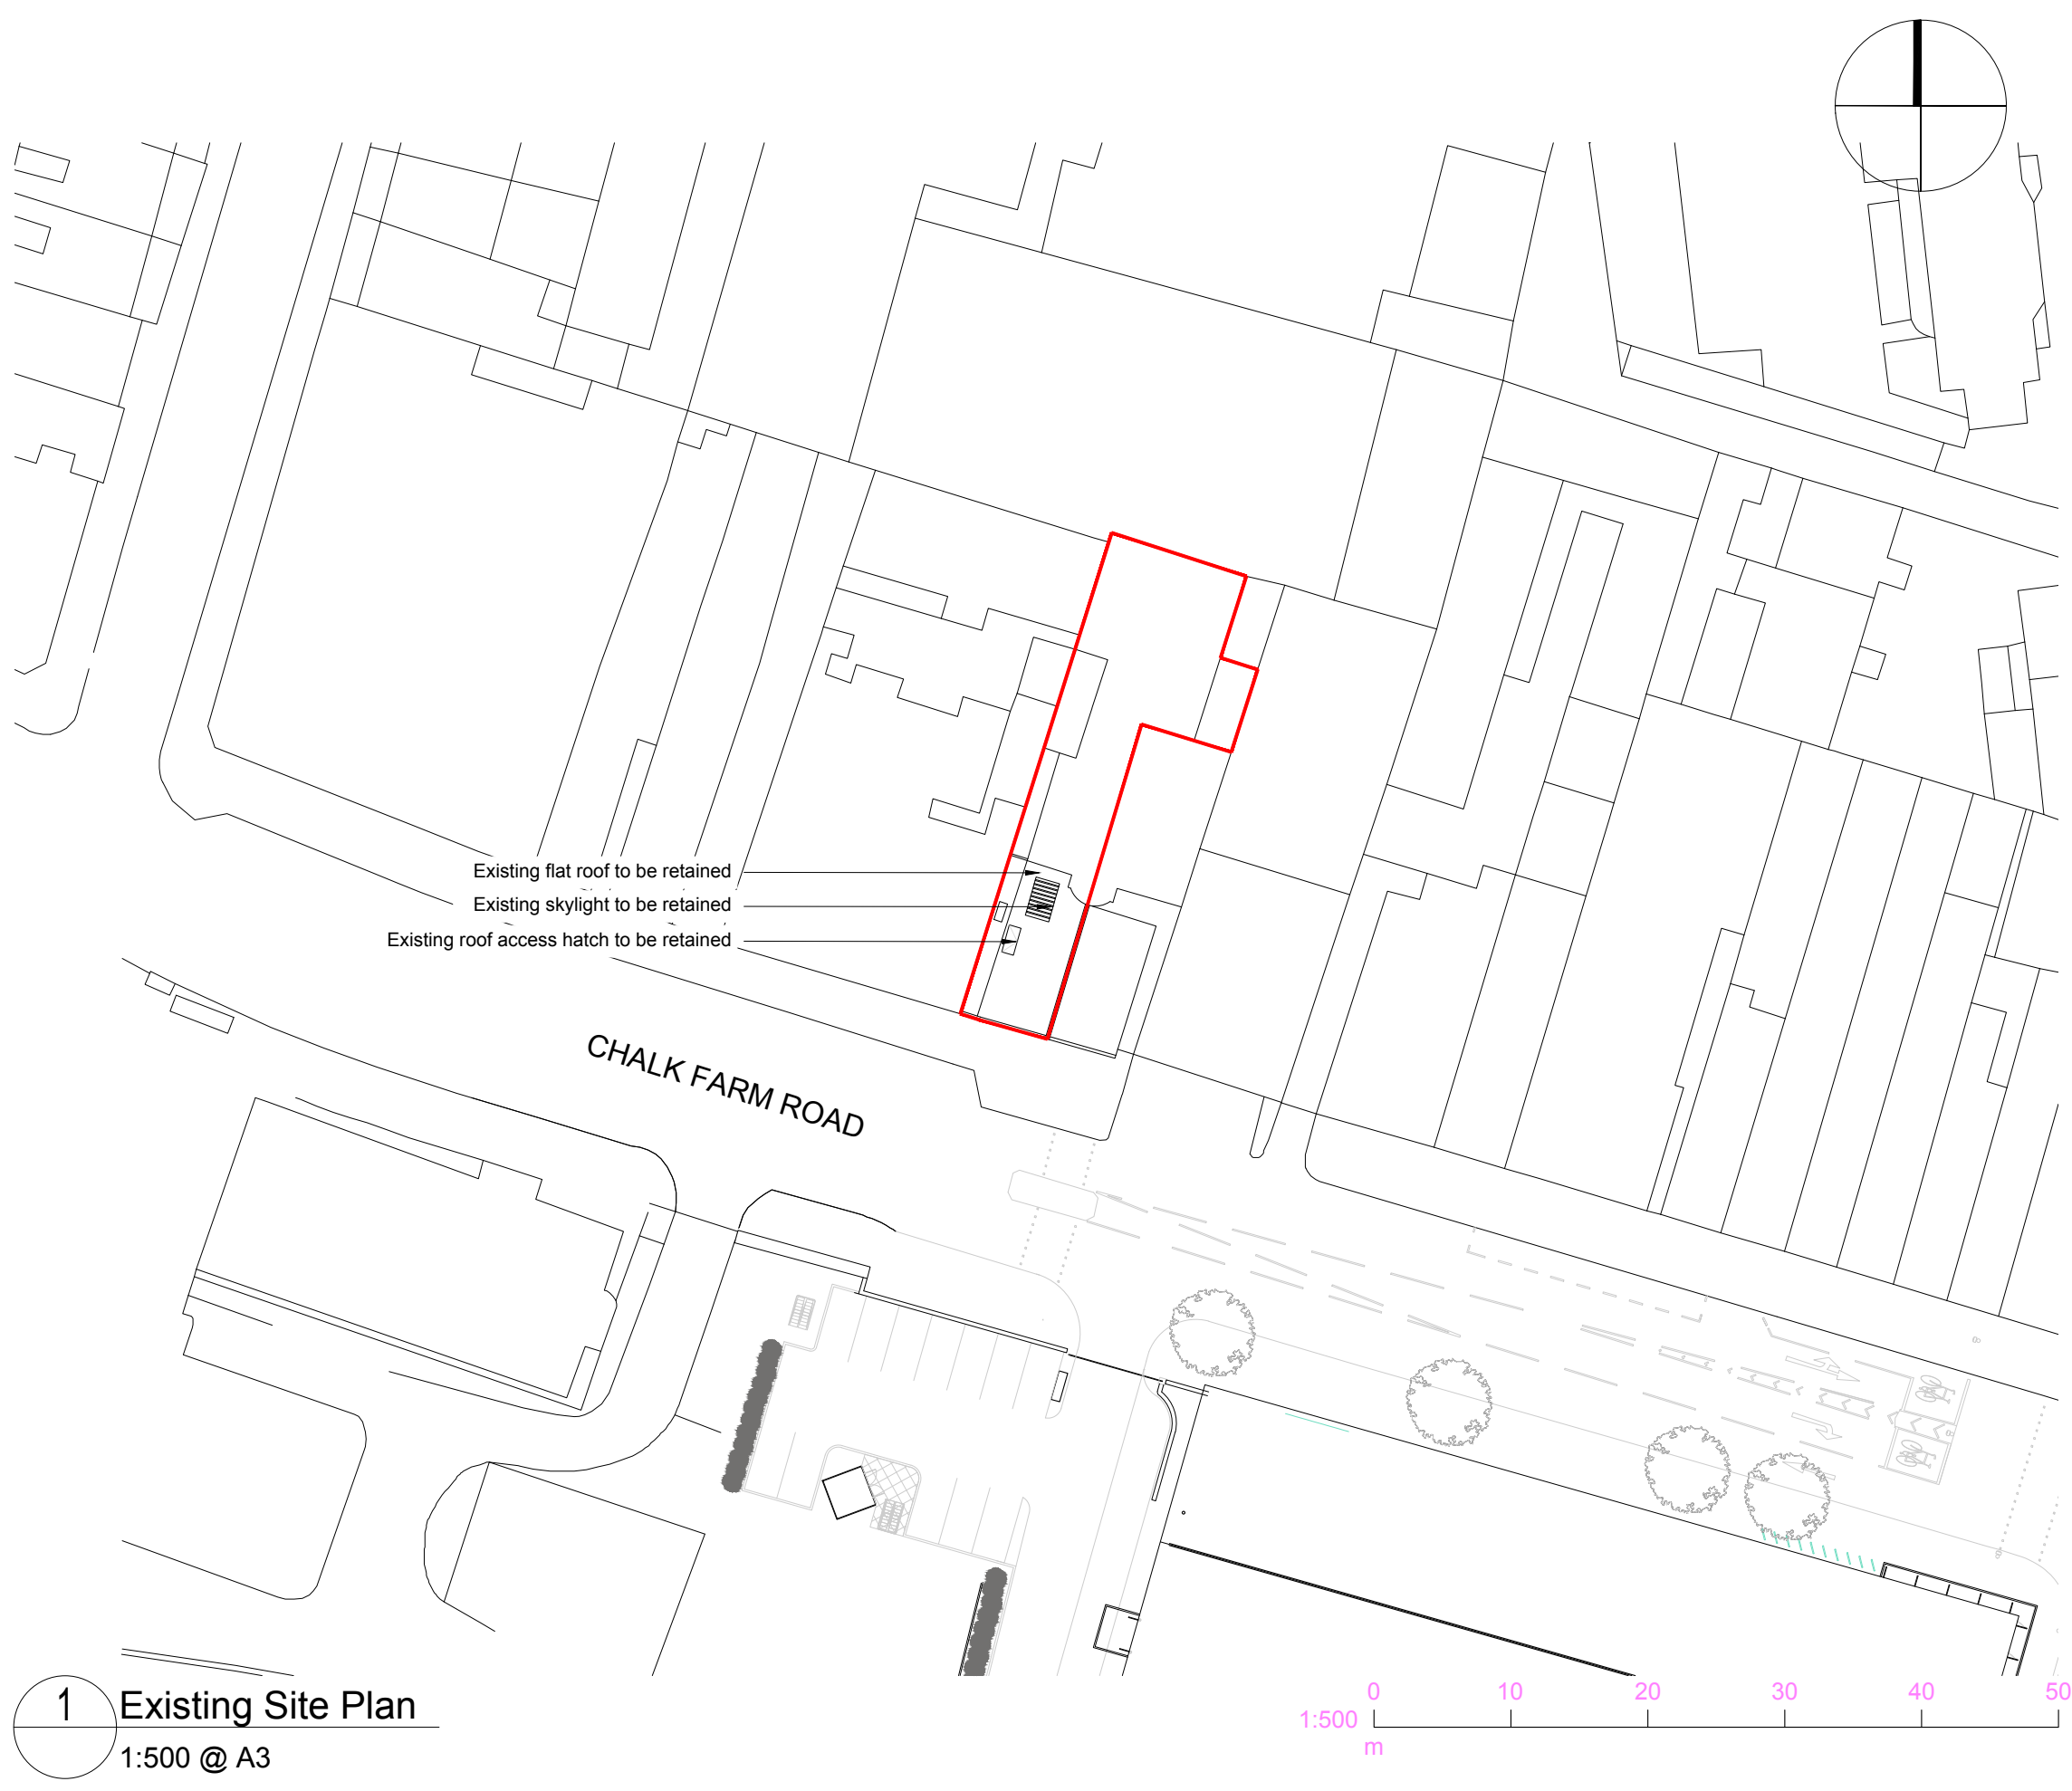 Existing flat roof to be retained
Existing skylight to be retained
Existing roof access hatch to be retained
CHALK FARM ROAD
1 Existing Site Plan
1:500 @ A3
0 10 20 30 40 50
1:500
m